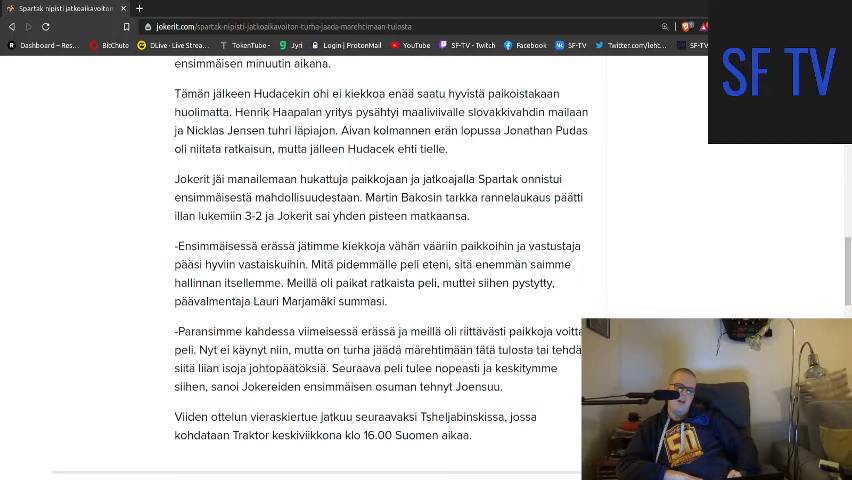 Spartak nipisti jatkoaikavoiton
jokerit.com/spartak-nipisti-jatkoaikavoiton-turha-jaada-marehtimaan-tulosta
Dashboard – Res... BitChute DLive · Live Strea... TokenTube · Jyri Login | ProtonMail YouTube SF-TV - Twitch Facebook SF-TV Twitter.com/leht... SF-TV
SF TV
ensimmäisen minuutin aikana.
Tämän jälkeen Hudacekin ohi ei kiekkoa enää saatu hyvistä paikoistakaan
huolimatta. Henrik Haapalan yritys pysähtyi maaliviivalle slovakkivahdin mailaan
ja Nicklas Jensen tuhri läpiajon. Aivan kolmannen erän lopussa Jonathan Pudas
oli niitata ratkaisun, mutta jälleen Hudacek ehti tielle.
Jokerit jäi manailemaan hukattuja paikkojaan ja jatkoajalla Spartak onnistui
ensimmäisestä mahdollisuudestaan. Martin Bakosin tarkka rannelaukaus päätti
illan lukemiin 3-2 ja Jokerit sai yhden pisteen matkaansa.
-Ensimmäisessä erässä jätimme kiekkoja vähän vääriin paikkoihin ja vastustaja
pääsi hyviin vastaiskuihin. Mitä pidemmälle peli eteni, sitä enemmän saimme
hallinnan itsellemme. Meillä oli paikat ratkaista peli, muttei siihen pystytty,
päävalmentaja Lauri Marjamäki summasi.
-Paransimme kahdessa viimeisessä erässä ja meillä oli riittävästi paikkoja voitta
peli. Nyt ei käynyt niin, mutta on turha jäädä märehtimään tätä tulosta tai tehdä
siitä liian isoja johtopäätöksiä. Seuraava peli tulee nopeasti ja keskitymme
siihen, sanoi Jokereiden ensimmäisen osuman tehnyt Joensuu.
Viiden ottelun vieraskiertue jatkuu seuraavaksi Tsheljabinskissa, jossa
kohdataan Traktor keskiviikkona klo 16.00 Suomen aikaa.